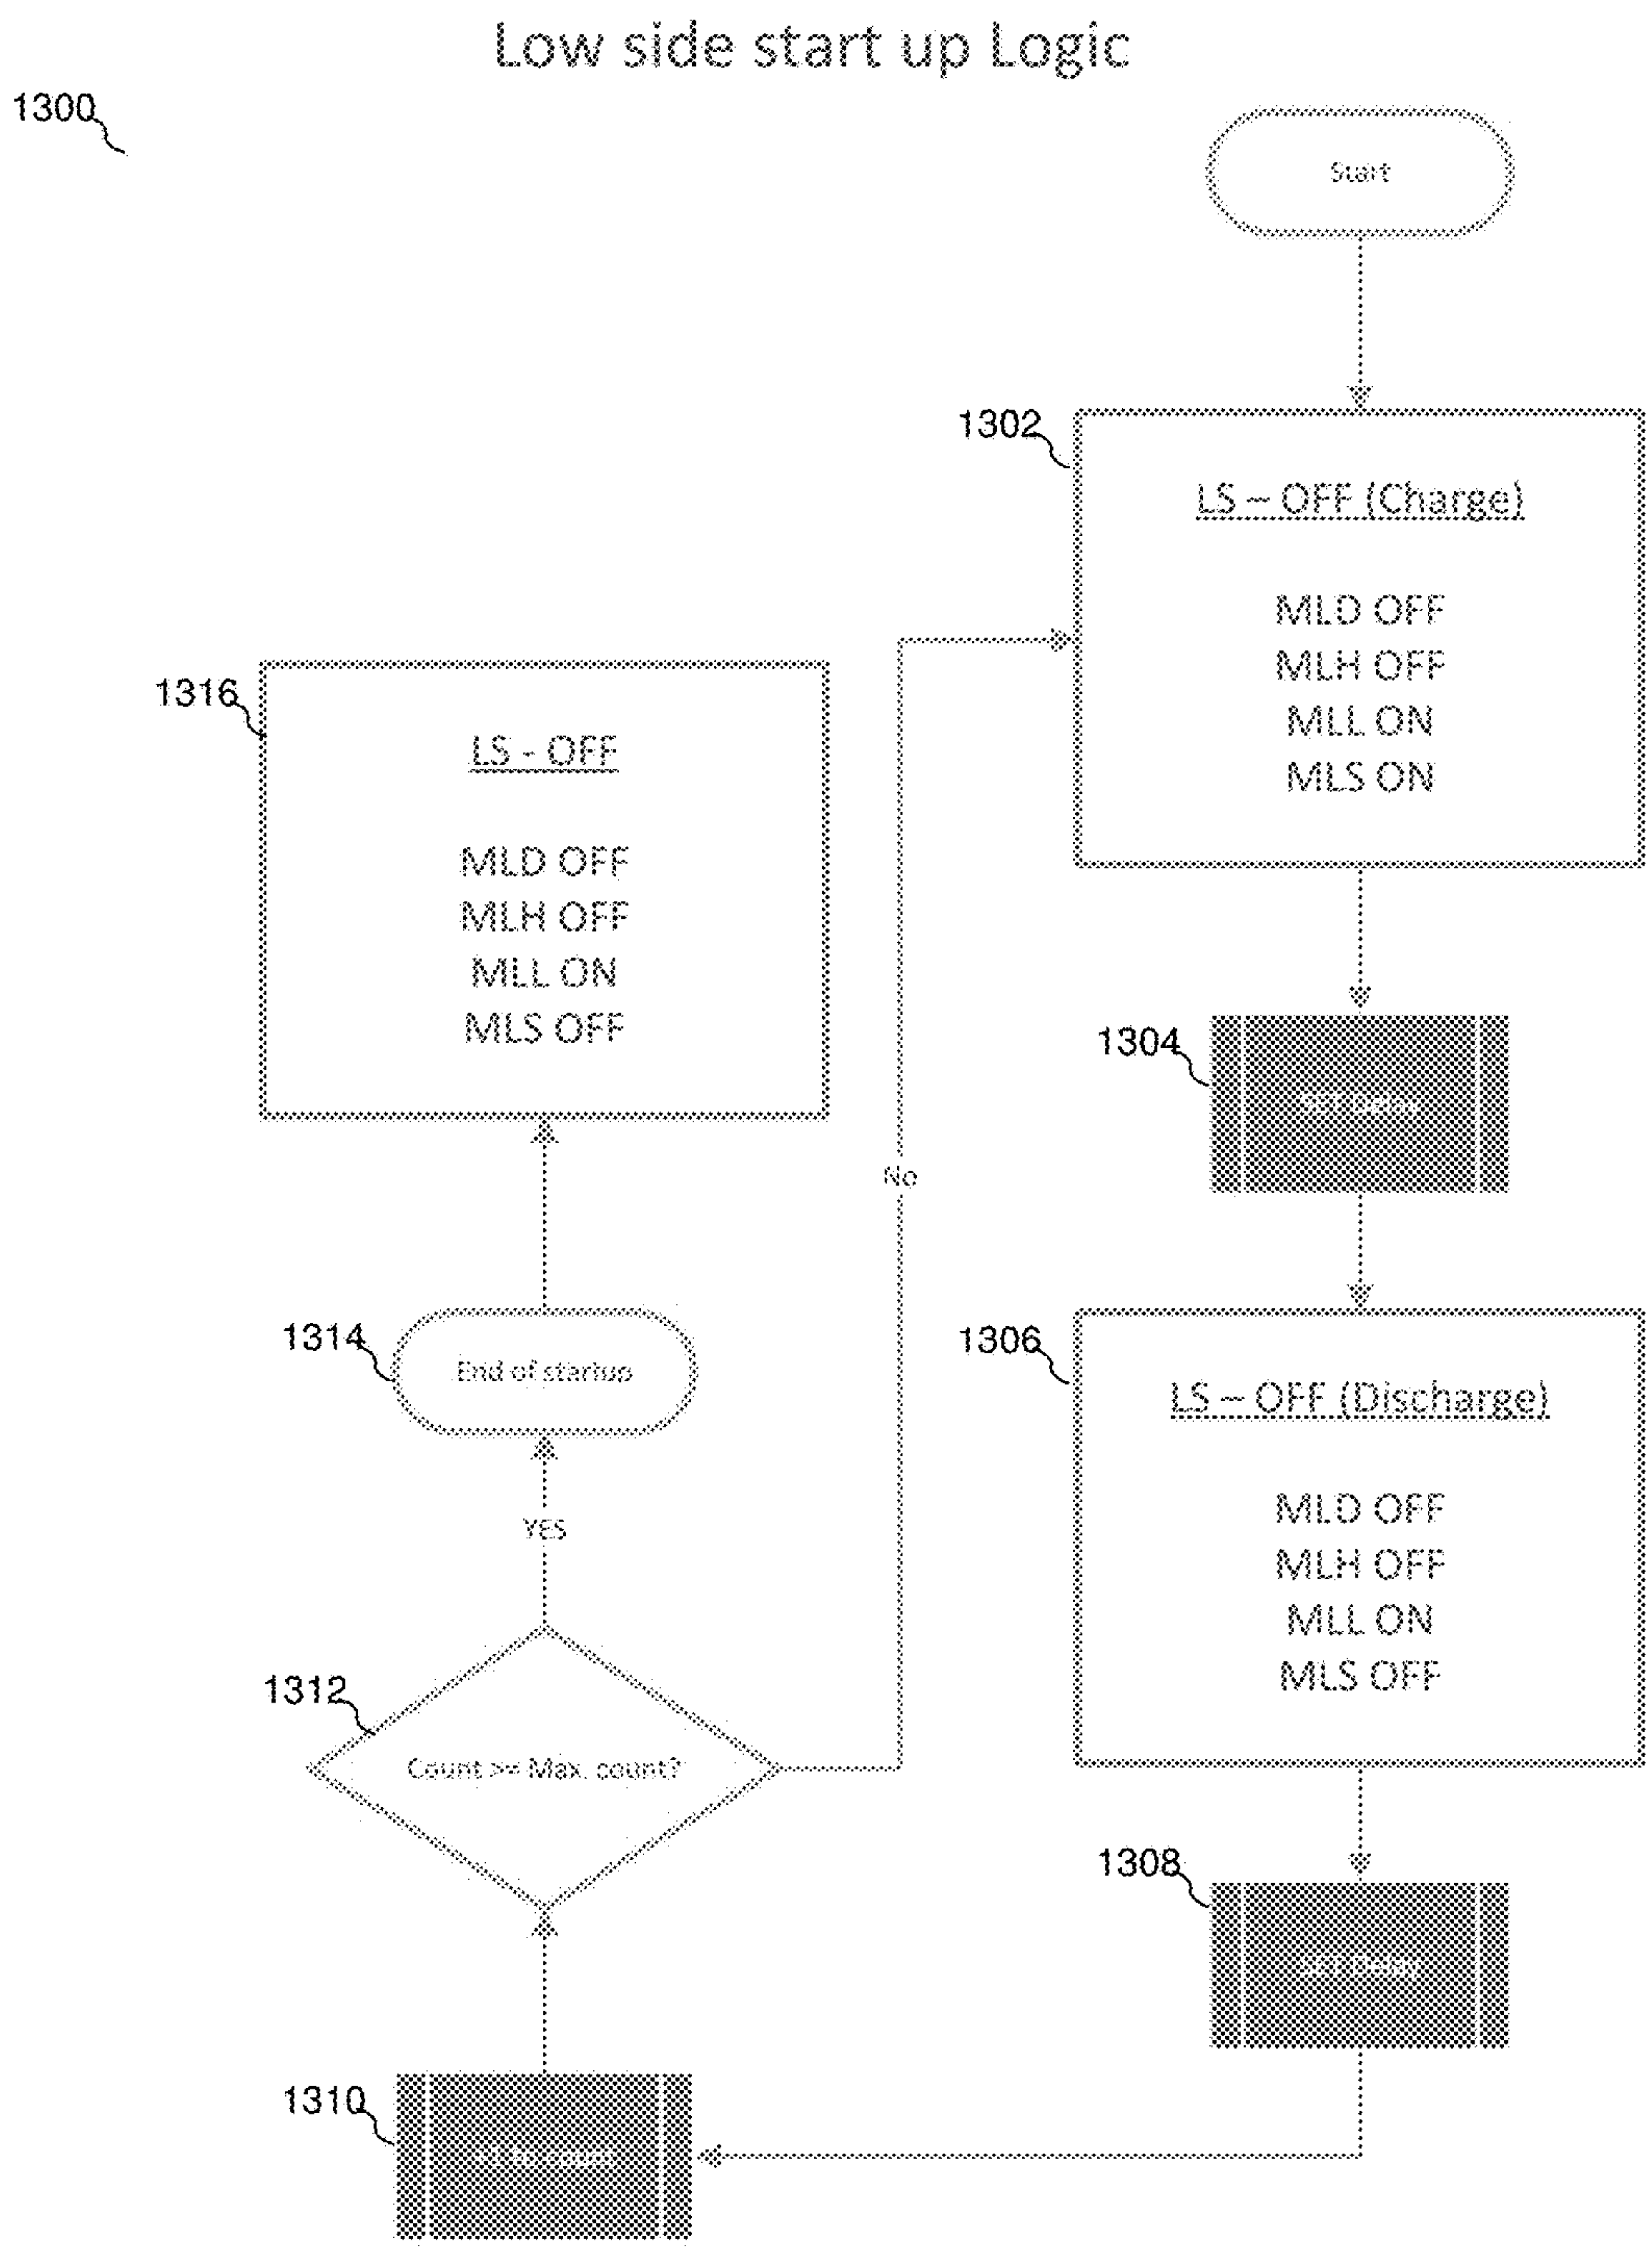 Low side start up Logic
1300
Start
1302
LS – OFF (Charge)
MLD OFF
MLH OFF
MLL ON
MLS ON
1316
LS - OFF
MLD OFF
MLH OFF
MLL ON
MLS OFF
1304
No
1314
End of startup
1306
LS – OFF (Discharge)
MLD OFF
MLH OFF
MLL ON
MLS OFF
YES
1312
Count >= Max. count?
1308
1310